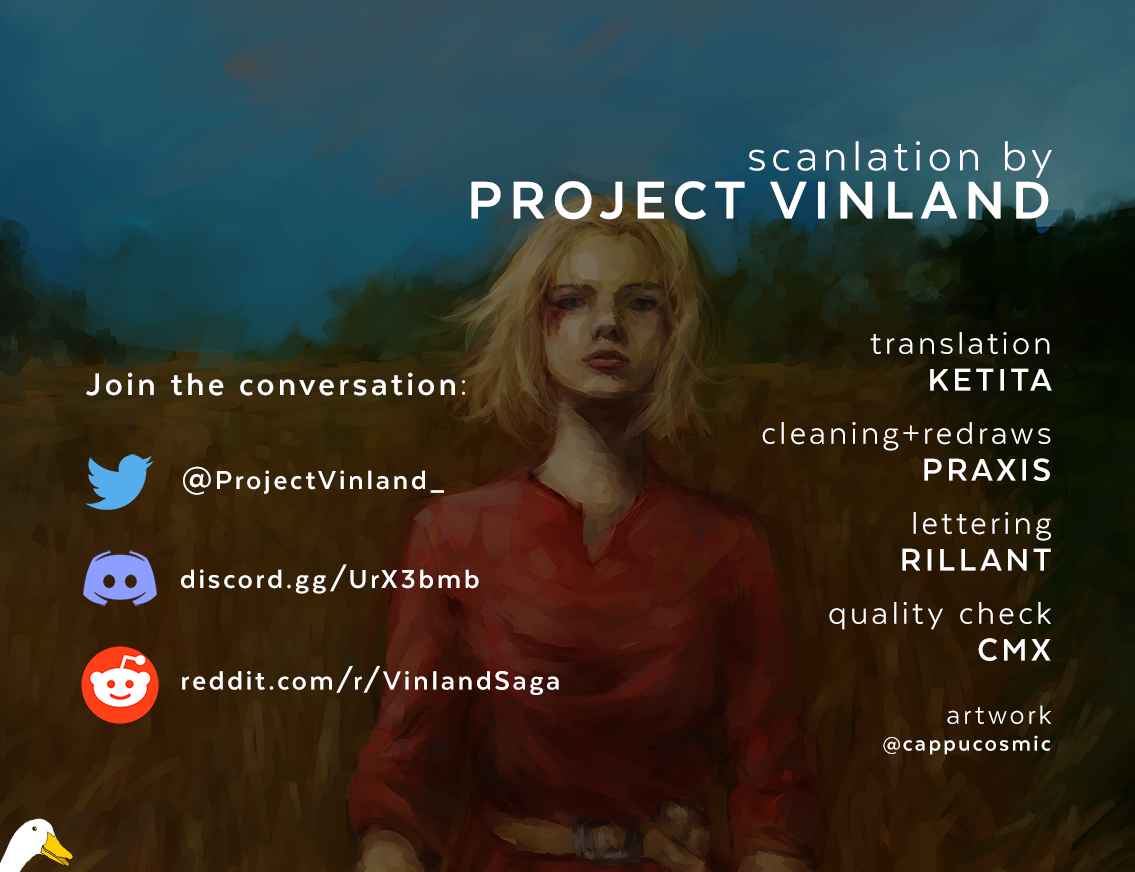 scanlation by
PROJECT VINLAND
Join the conversation:
@ProjectVinland_
discord.gg/UrX3bmb
reddit.com/r/VinlandSaga
translation
KETITA
cleaning+redraws
PRAXIS
lettering
RILLANT
quality check
CMX
artwork
@cappucosmic